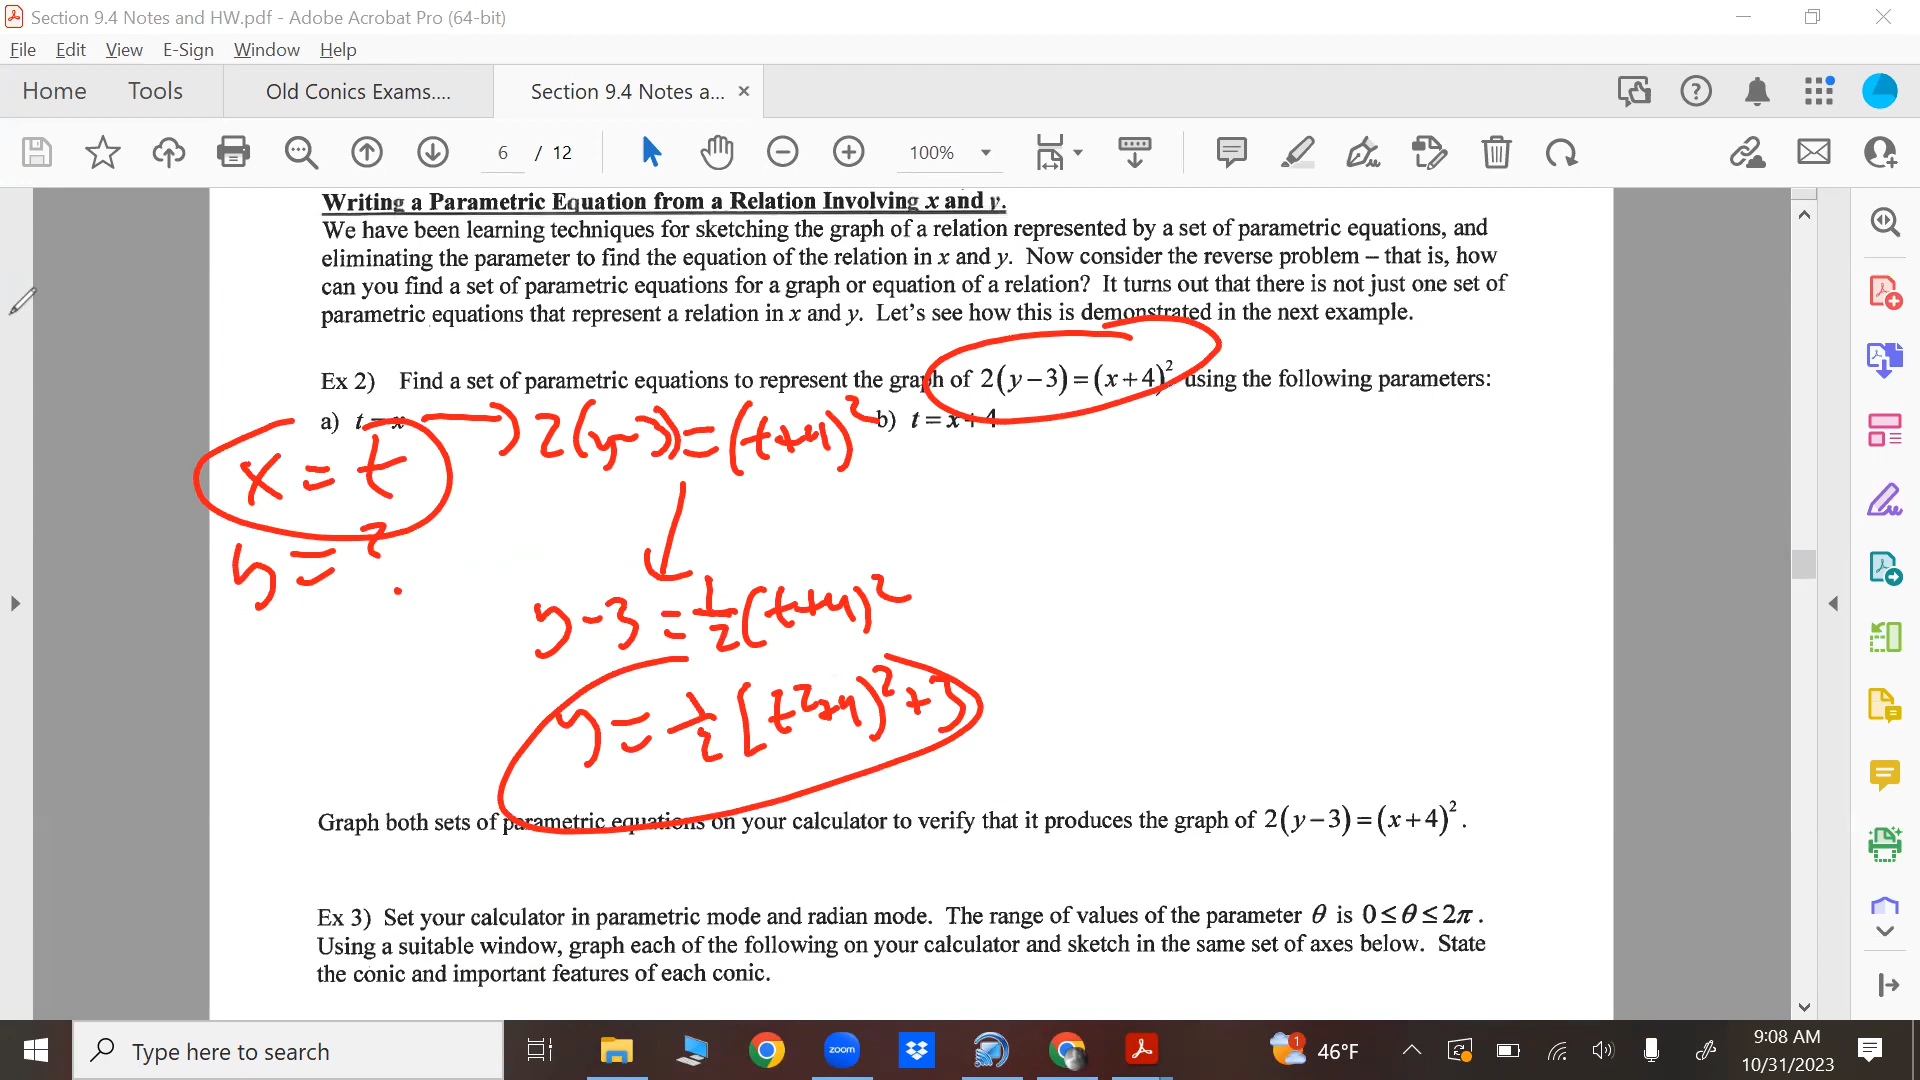 Section 9.4 Notes and HW.pdf - Adobe Acrobat Pro (64-bit)
File Edit View E-Sign Window Help
Home Tools Old Conics Exams.... Section 9.4 Notes a... ×
6 / 12 100%
Writing a Parametric Equation from a Relation Involving x and y.
We have been learning techniques for sketching the graph of a relation represented by a set of parametric equations, and
eliminating the parameter to find the equation of the relation in x and y. Now consider the reverse problem – that is, how
can you find a set of parametric equations for a graph or equation of a relation? It turns out that there is not just one set of
parametric equations that represent a relation in x and y. Let's see how this is demonstrated in the next example.
Ex 2) Find a set of parametric equations to represent the graph of 2(y−3)=(x+4)² using the following parameters:
a) t = x → 2(y-3)=(t+4)² b) t = x+4
x = t
y = ?
y-3 = 1/2(t+4)²
y = 1/2[t²+4)²+3
Graph both sets of parametric equations on your calculator to verify that it produces the graph of 2(y−3)=(x+4)².
Ex 3) Set your calculator in parametric mode and radian mode. The range of values of the parameter θ is 0≤θ≤2π.
Using a suitable window, graph each of the following on your calculator and sketch in the same set of axes below. State
the conic and important features of each conic.
Type here to search zoom 1 46°F 9:08 AM
10/31/2023